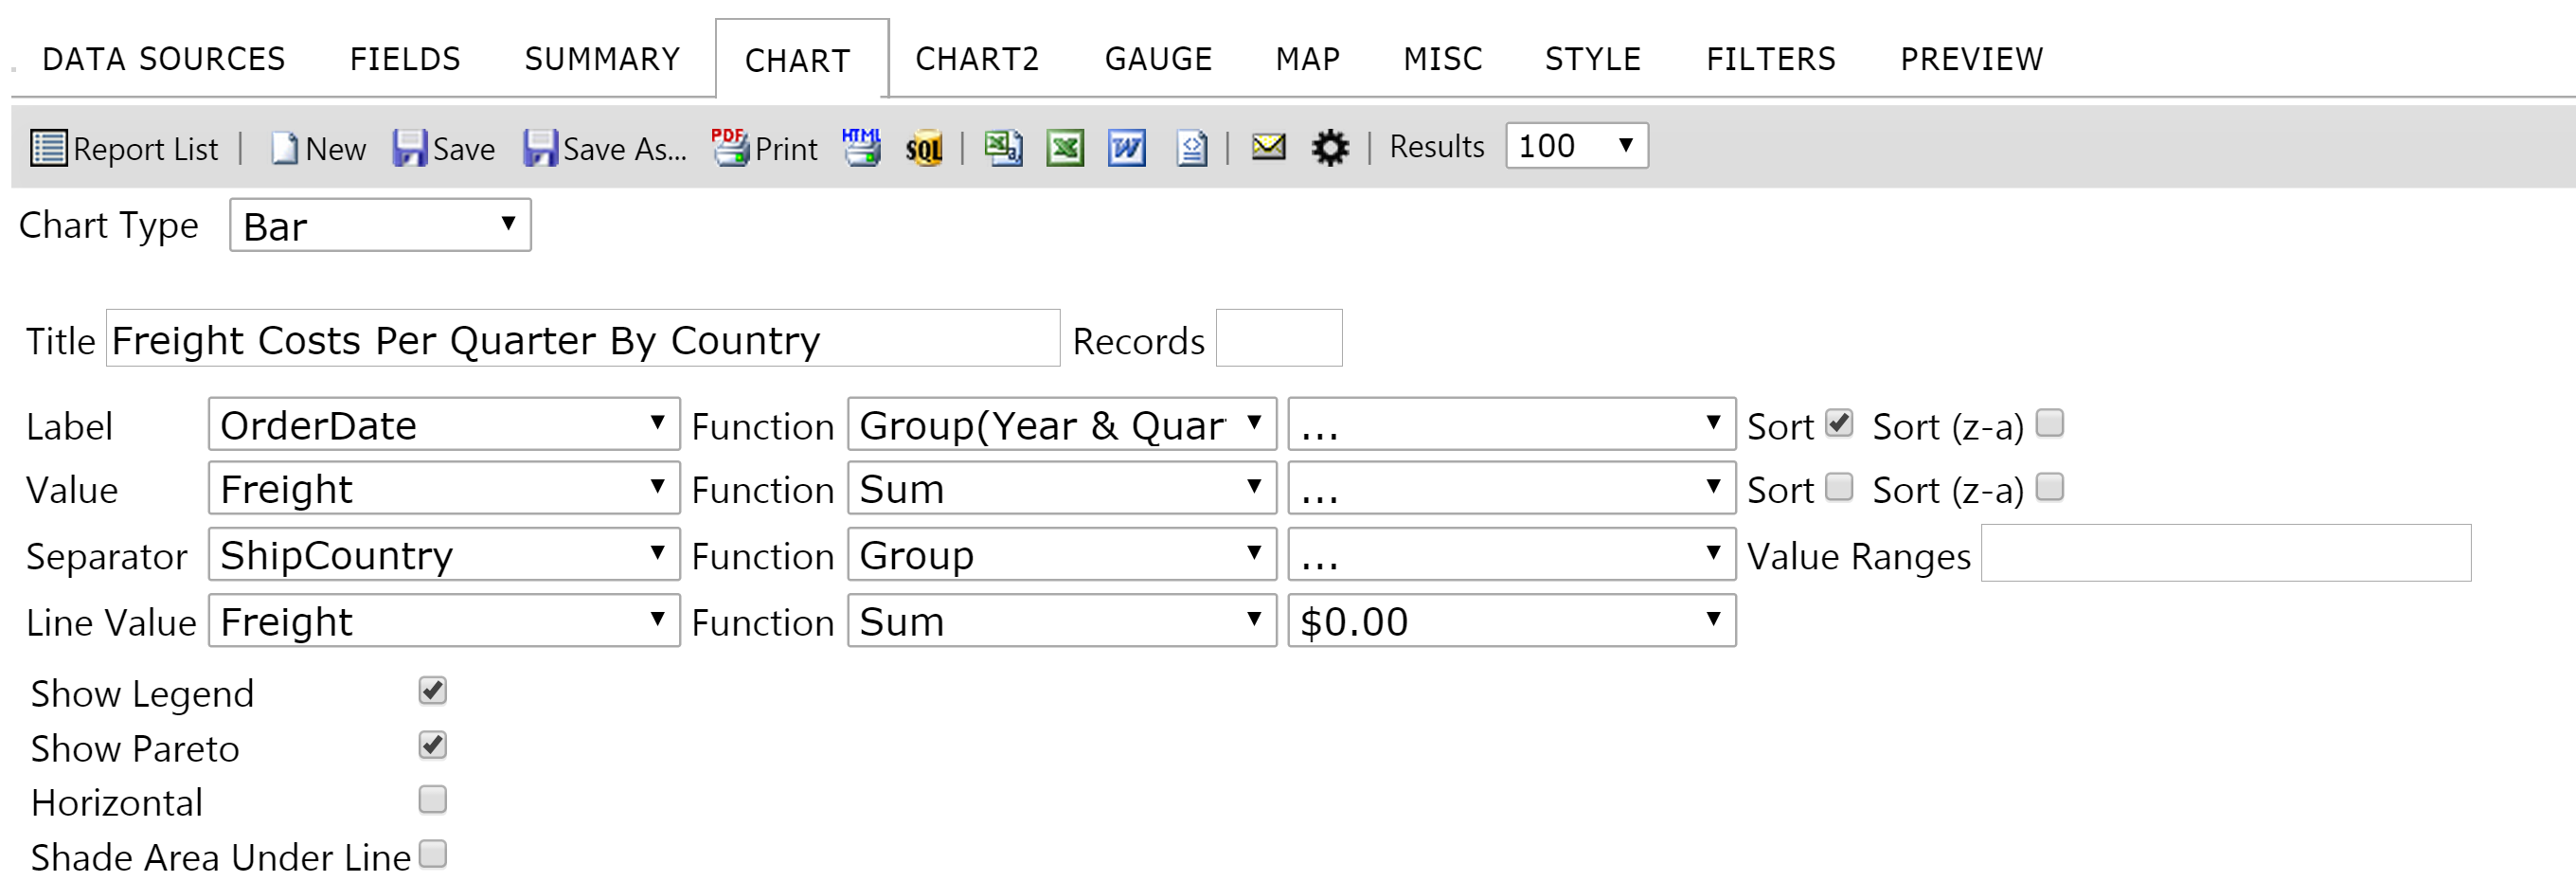 DATA SOURCES FIELDS SUMMARY CHART CHART2 GAUGE MAP MISC STYLE FILTERS PREVIEW
Report List | New Save Save As... PDF Print HTML SQL | | | Results 100
Chart Type Bar
Title Freight Costs Per Quarter By Country Records
Label OrderDate Function Group(Year & Quar ... Sort Sort (z-a)
Value Freight Function Sum ... Sort Sort (z-a)
Separator ShipCountry Function Group ... Value Ranges
Line Value Freight Function Sum $0.00
Show Legend
Show Pareto
Horizontal
Shade Area Under Line